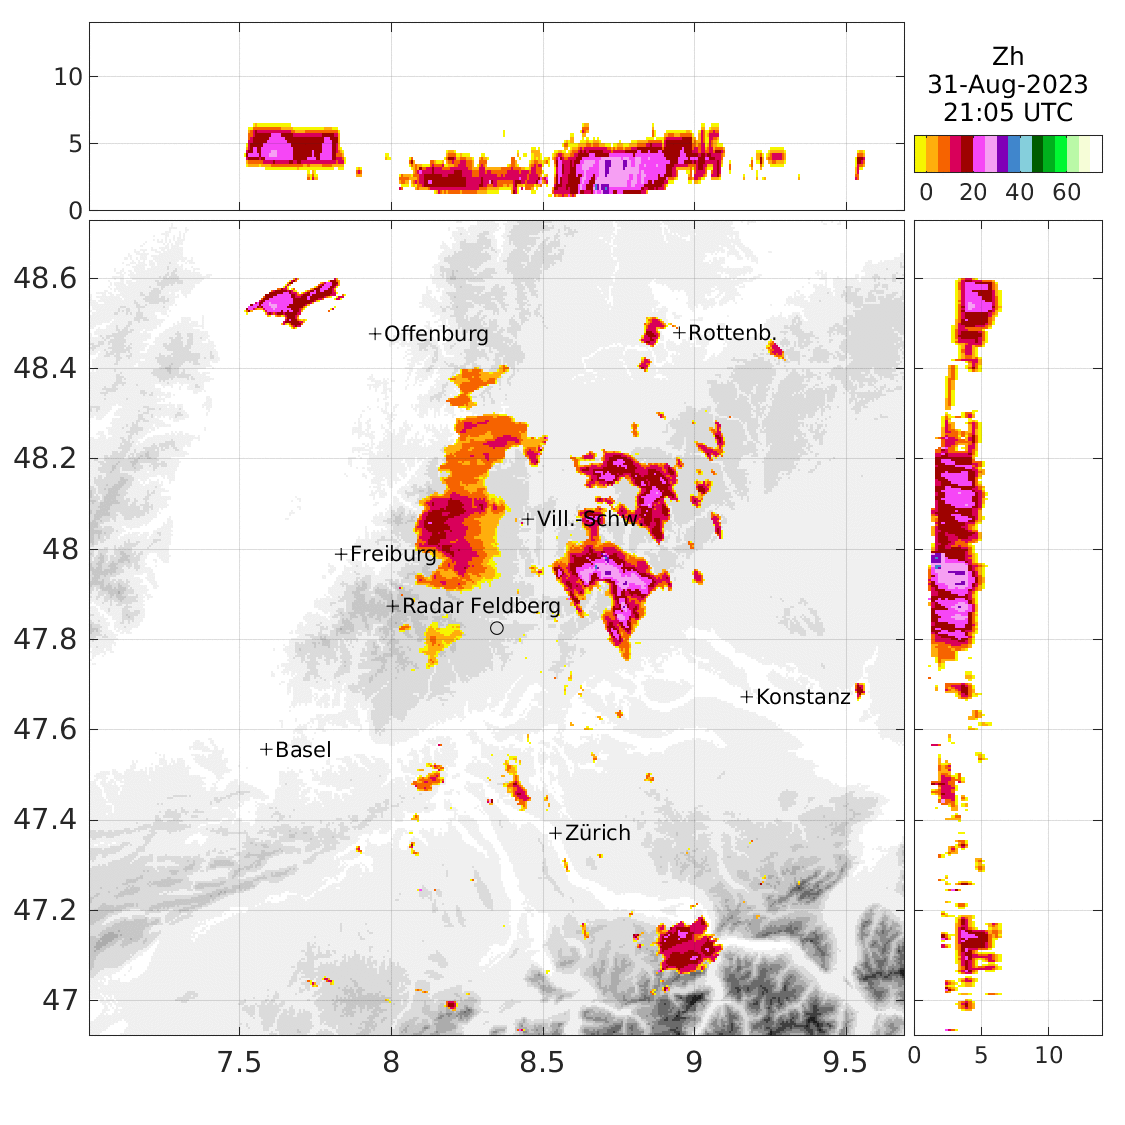 Zh
31-Aug-2023
21:05 UTC
0 20 40 60
10
5
0
48.6
48.4
48.2
48
47.8
47.6
47.4
47.2
47
+Offenburg
+Rottenb.
+Vill.-Schw.
+Freiburg
+Radar Feldberg
+Konstanz
+Basel
+Zürich
7.5 8 8.5 9 9.5
0 5 10